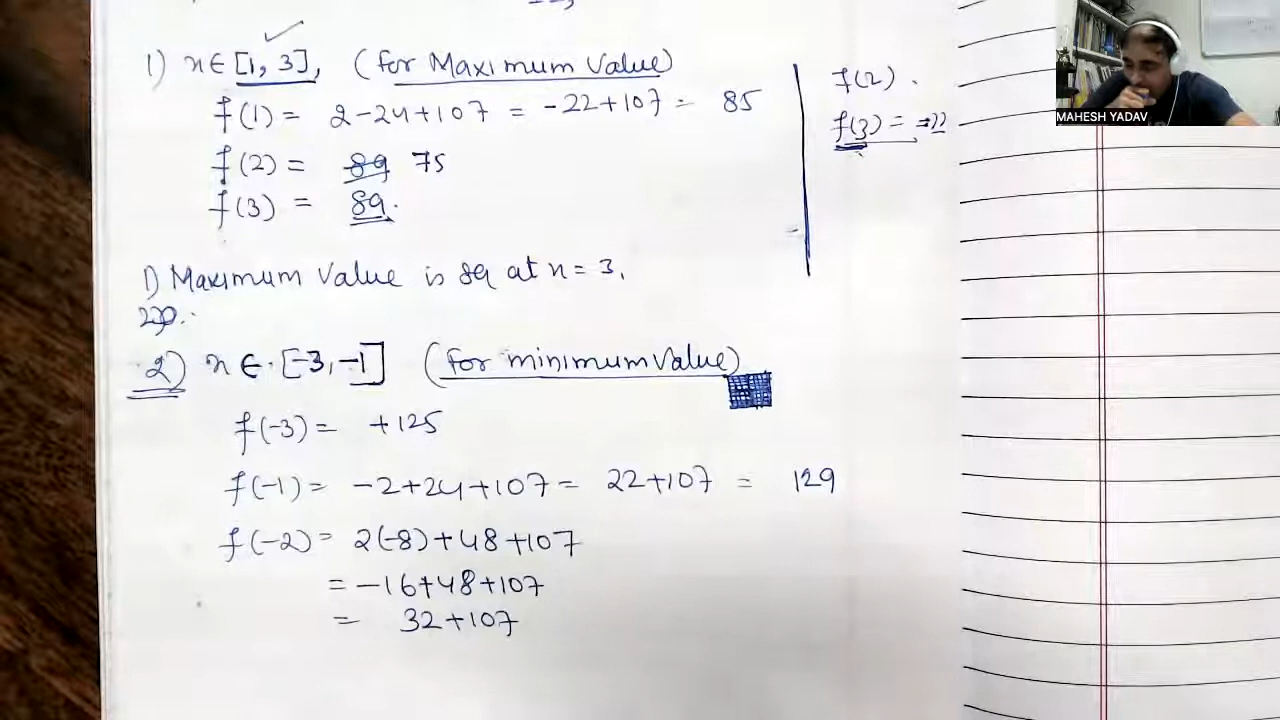 1) x ∈ [1, 3], (for Maximum Value)
f(1) = 2-24+107 = -22+107 = 85
f(2) = 89 75
f(3) = 89.
1) Maximum Value is 89 at x = 3.
2) x ∈ [-3, -1] (for minimum Value)
f(-3) = +125
f(-1) = -2+24+107 = 22+107 = 129
f(-2) = 2(-8)+48+107
= -16+48+107
= 32+107
f(2).
f(3) =
MAHESH YADAV